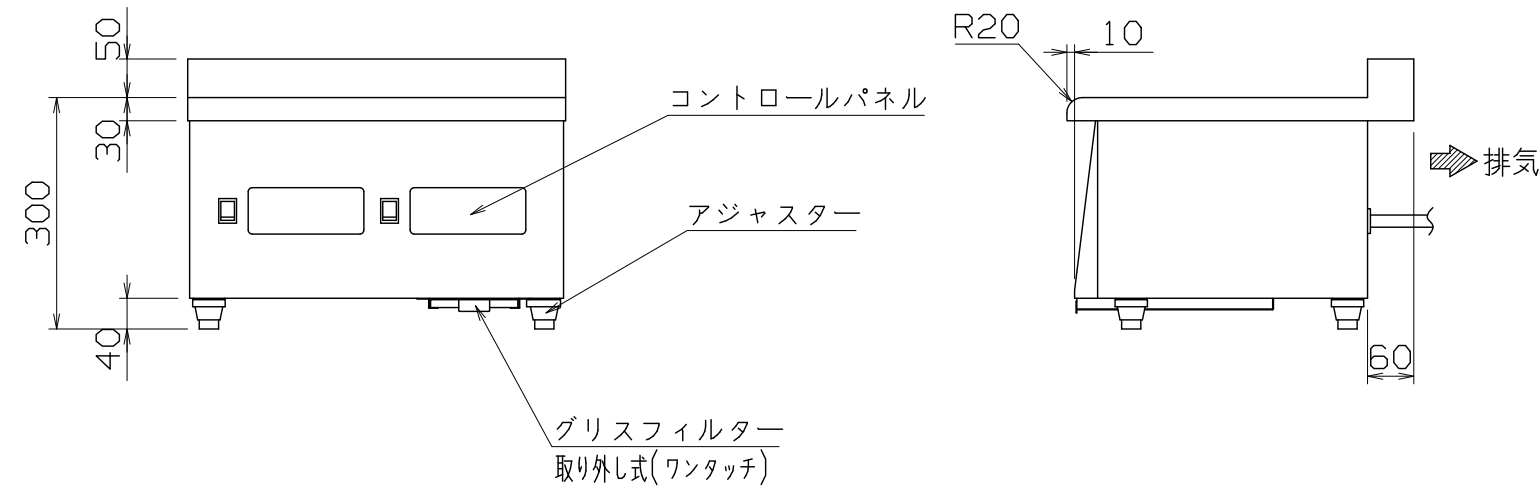 50
30
300
40
コントロールパネル
アジャスター
グリスフィルター
取り外し式(ワンタッチ)
R20
10
排気
60